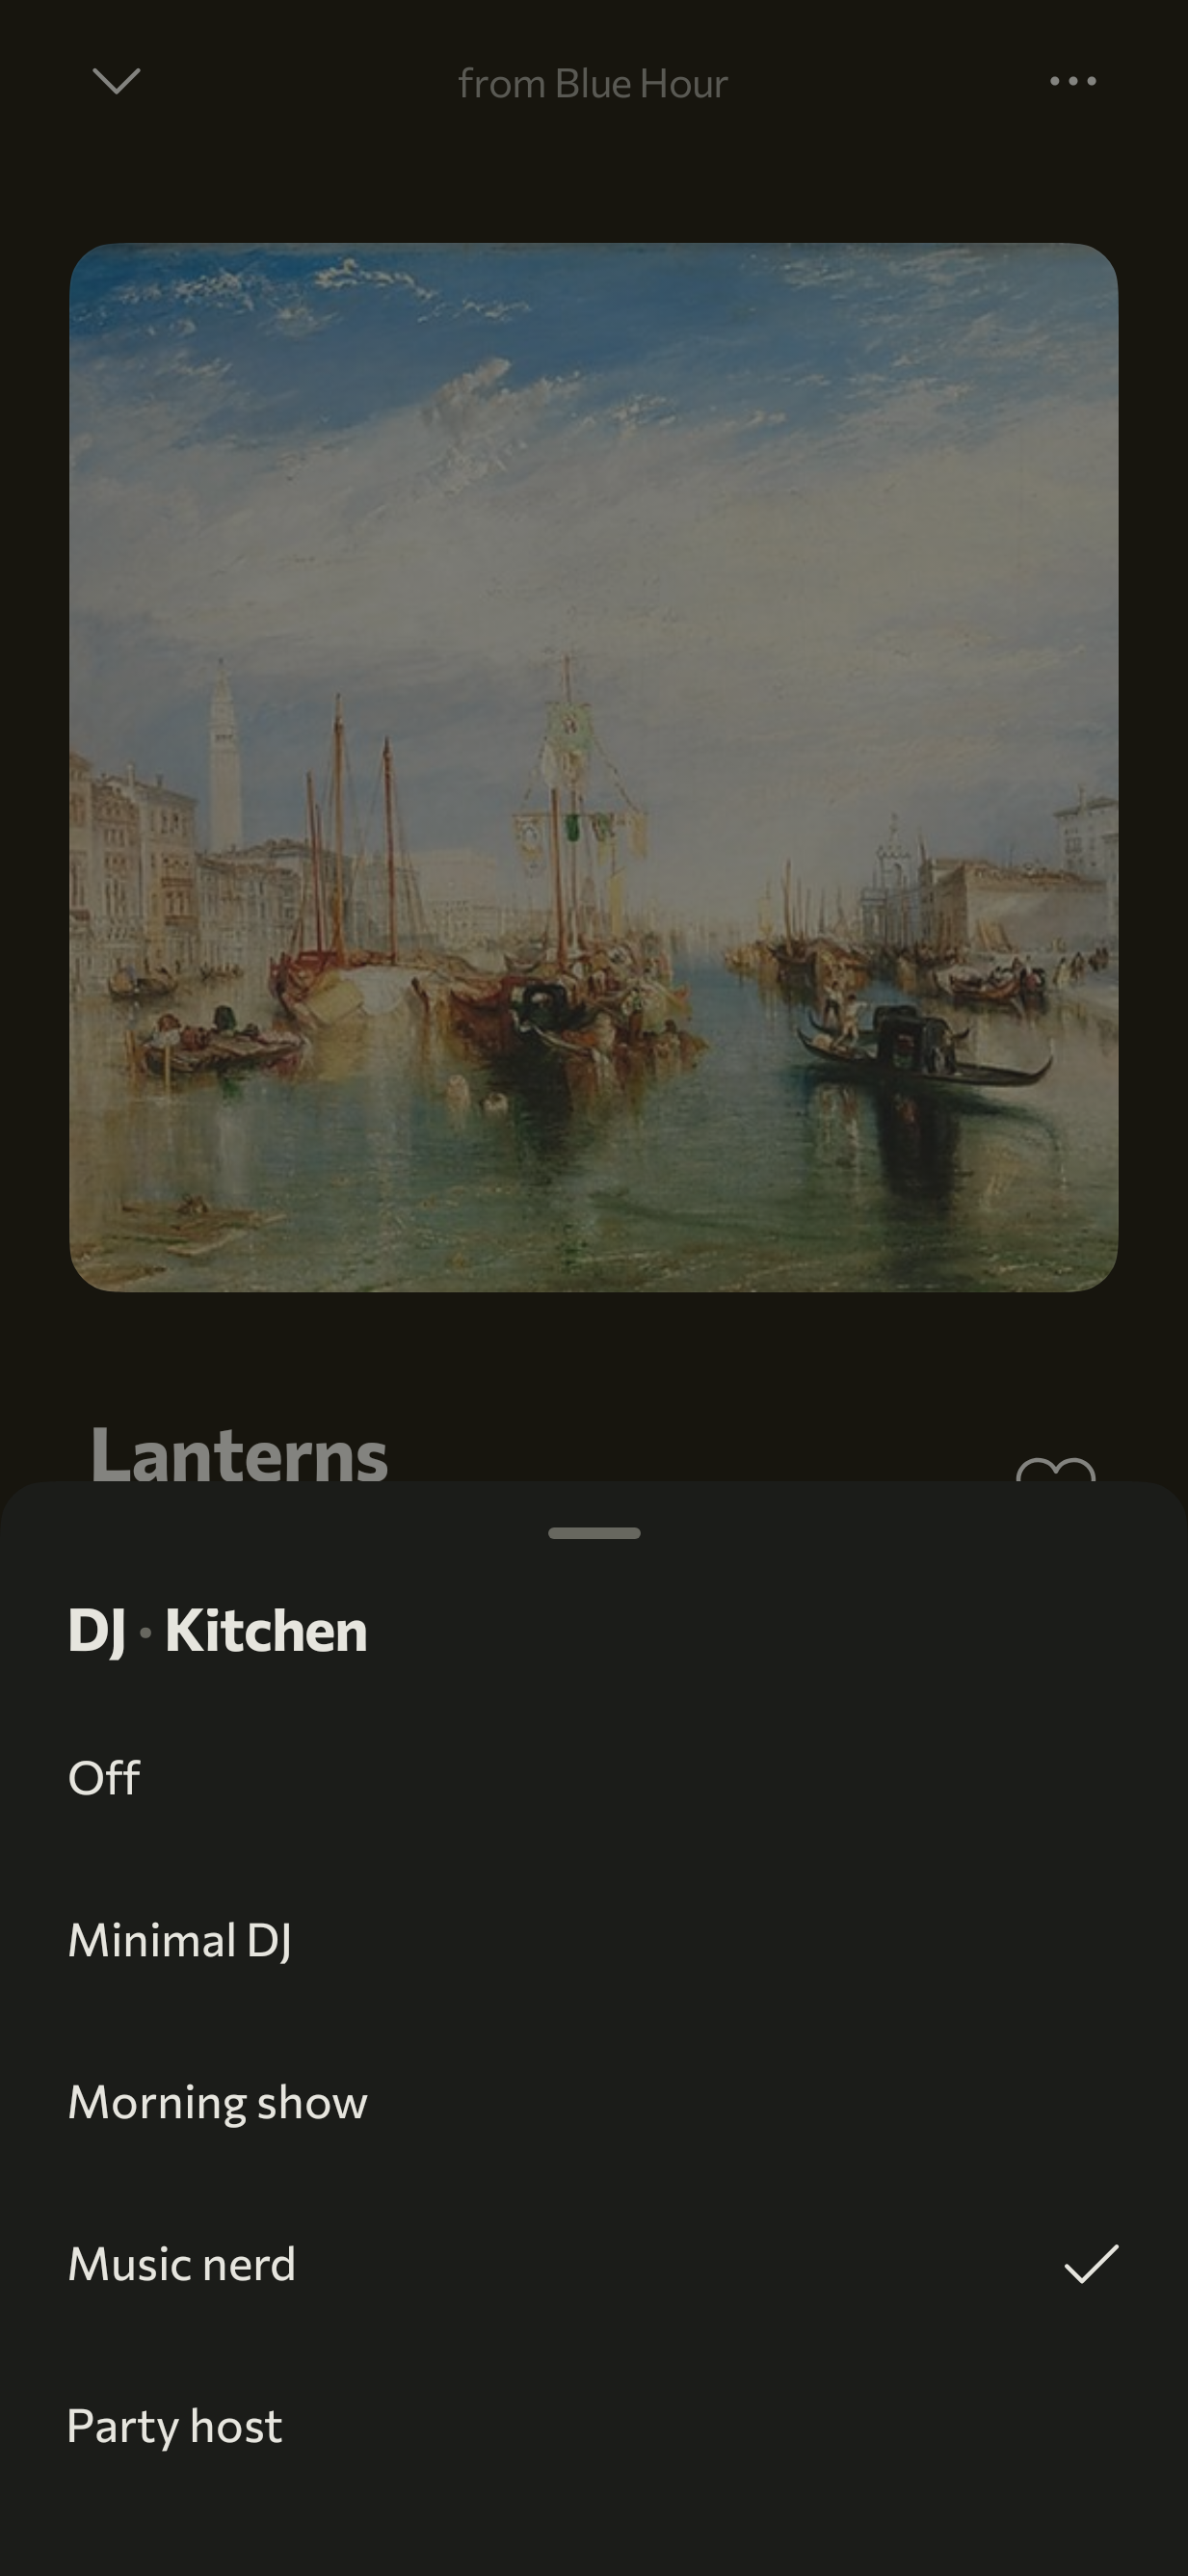 from Blue Hour
Lanterns
DJ · Kitchen
Off
Minimal DJ
Morning show
Music nerd
Party host